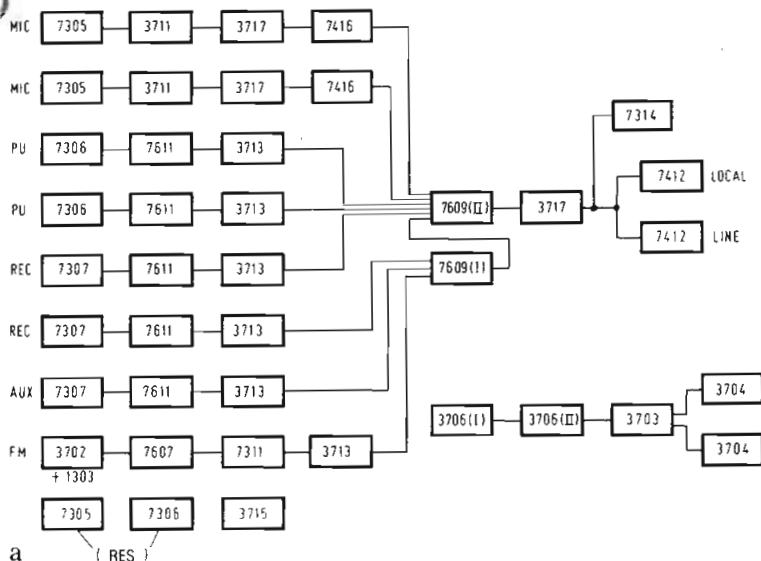 MIC 7305 3711 3717 7416
MIC 7305 3711 3717 7416
7314
PU 7306 7611 3713
7412 LOCAL
PU 7306 7611 3713 7609(II) 3717
7412 LINE
REC 7307 7611 3713 7609(I)
REC 7307 7611 3713
AUX 7307 7611 3713
3704
3706(I) 3706(II) 3703
FM 3702 7607 7311 3713
3704
+ 1303
7305 7306 3715
a ( RES )